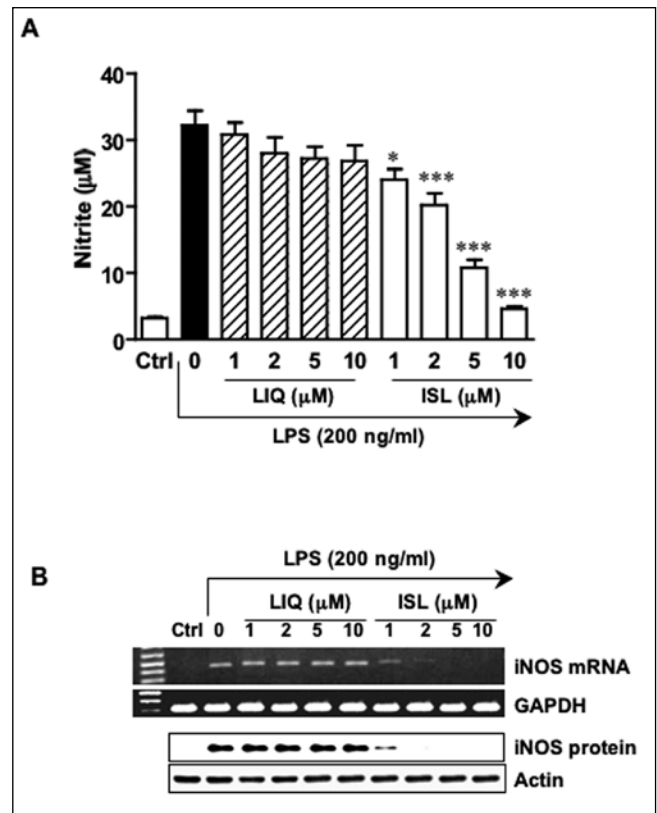 A
40
30
20
10
0
Nitrite (μM)
* *** *** ***
Ctrl 0 1 2 5 10 1 2 5 10
LIQ (μM) ISL (μM)
LPS (200 ng/ml)
B
LPS (200 ng/ml)
LIQ (μM) ISL (μM)
Ctrl 0 1 2 5 10 1 2 5 10
iNOS mRNA
GAPDH
iNOS protein
Actin